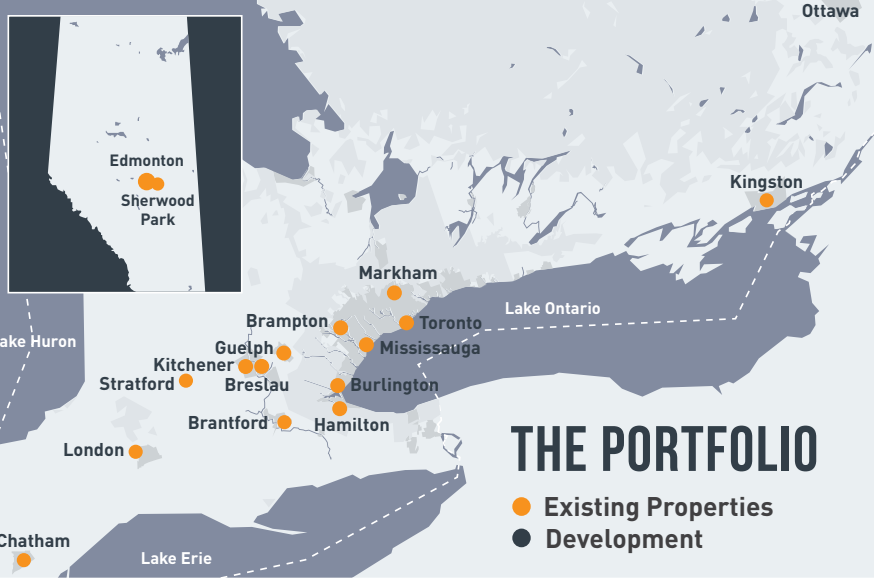 Ottawa
Edmonton
Sherwood
Park
Kingston
Markham
Lake Ontario
Brampton
Toronto
ake Huron
Guelph
Mississauga
Kitchener
Stratford
Breslau
Burlington
Brantford
Hamilton
London
THE PORTFOLIO
Existing Properties
Development
Chatham
Lake Erie